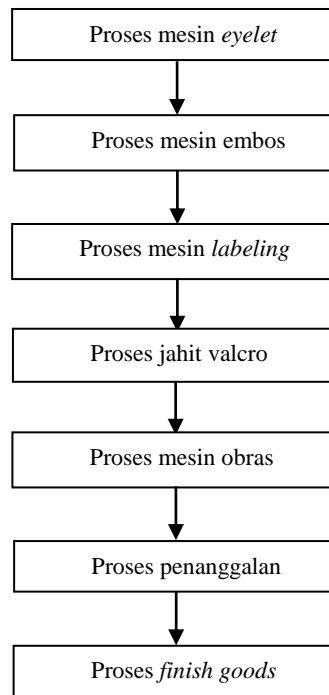 Proses mesin eyelet
Proses mesin embos
Proses mesin labeling
Proses jahit valcro
Proses mesin obras
Proses penanggalan
Proses finish goods